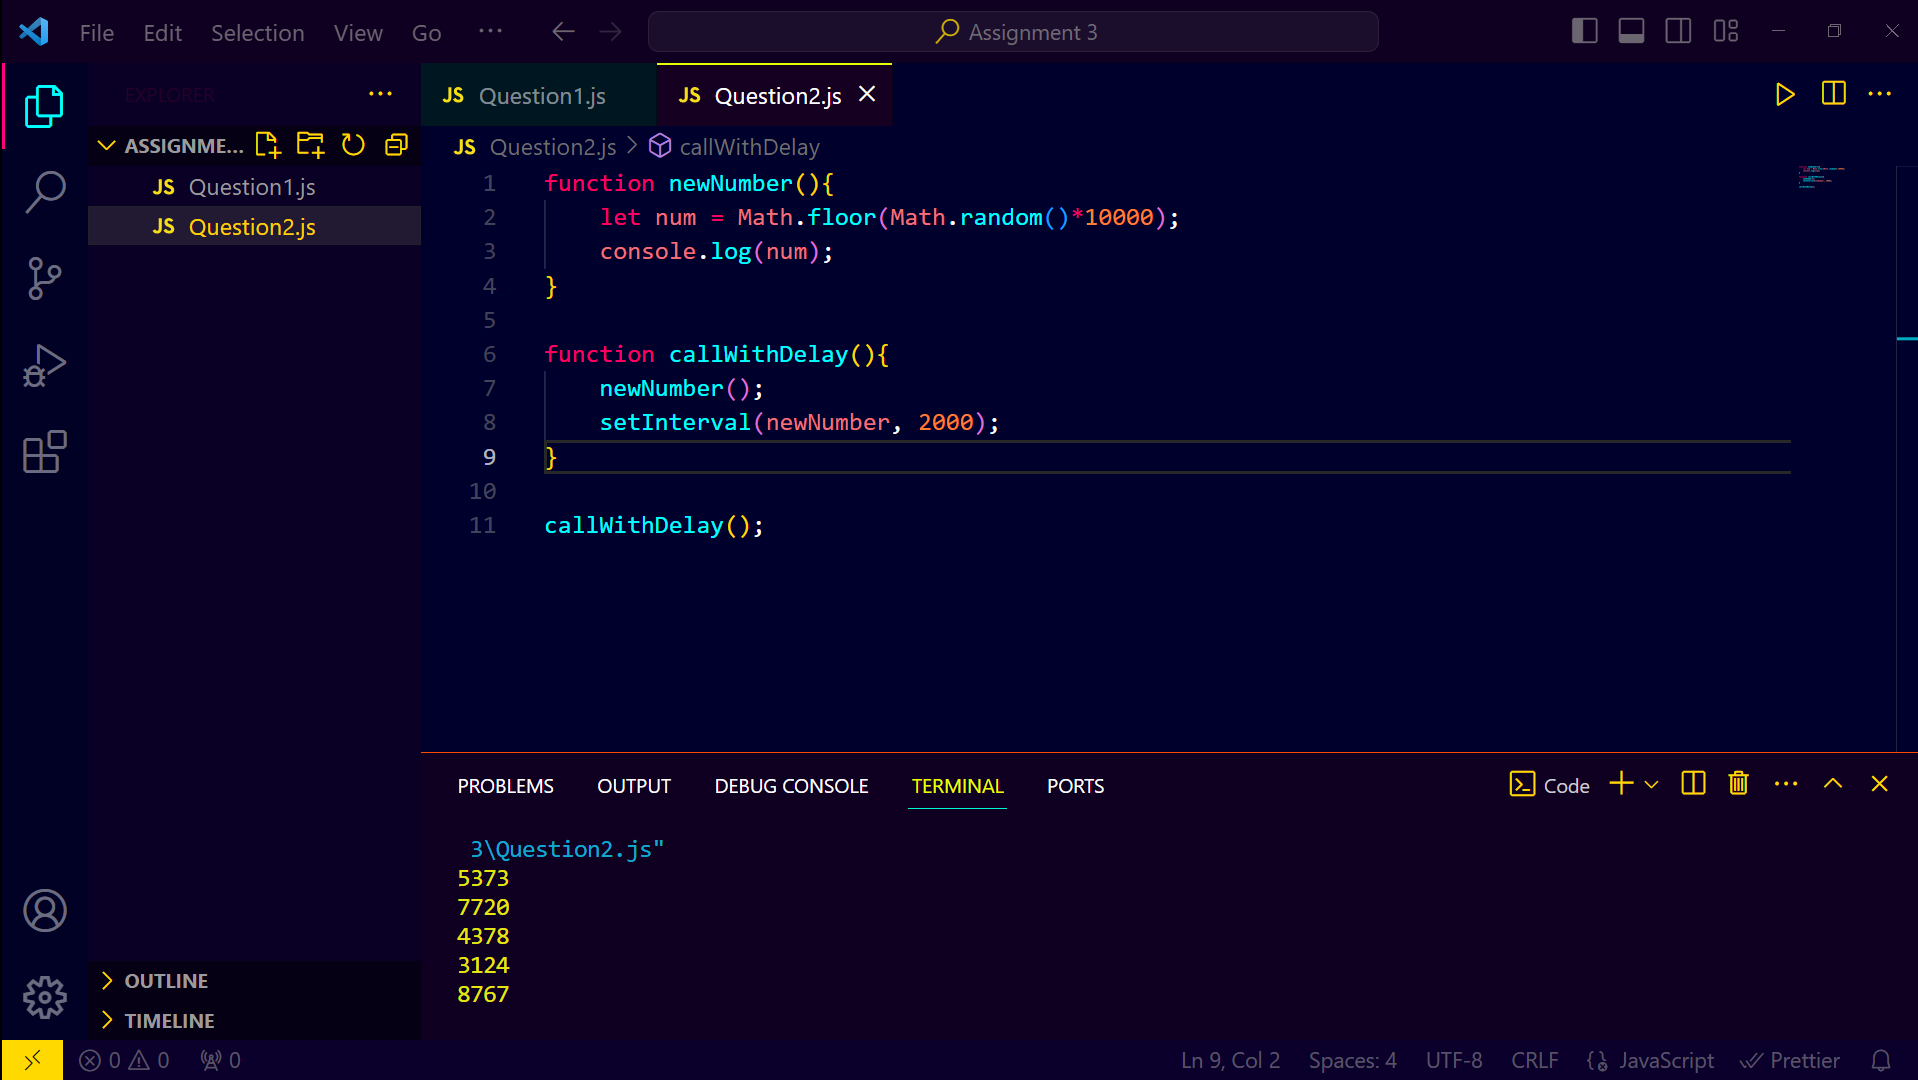 File Edit Selection View Go ··· Assignment 3
EXPLORER
ASSIGNME...
JS Question1.js
JS Question2.js
OUTLINE
TIMELINE
JS Question1.js JS Question2.js
JS Question2.js > callWithDelay
1 function newNumber(){
2 let num = Math.floor(Math.random()*10000);
3 console.log(num);
4 }
5
6 function callWithDelay(){
7 newNumber();
8 setInterval(newNumber, 2000);
9 }
10
11 callWithDelay();
PROBLEMS OUTPUT DEBUG CONSOLE TERMINAL PORTS Code
3\Question2.js"
5373
7720
4378
3124
8767
0 0 0 Ln 9, Col 2 Spaces: 4 UTF-8 CRLF JavaScript Prettier